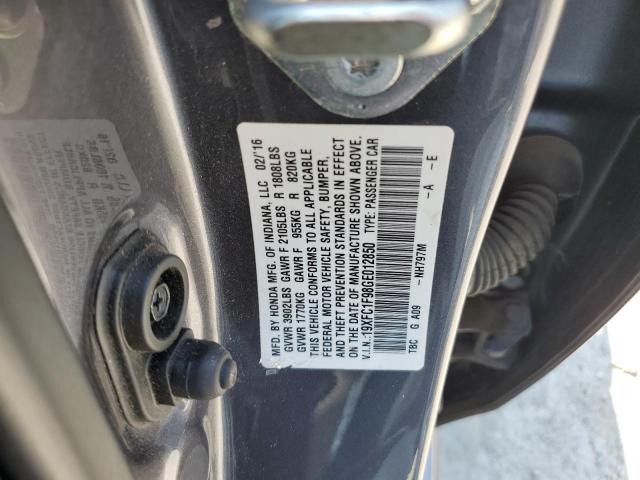 MFD. BY HONDA MFG. OF INDIANA, LLC 02/'16
GVWR 3902LBS GAWR F 2105LBS R 1808LBS
GVWR 1770KG GAWR F 955KG R 820KG
THIS VEHICLE CONFORMS TO ALL APPLICABLE
FEDERAL MOTOR VEHICLE SAFETY, BUMPER,
AND THEFT PREVENTION STANDARDS IN EFFECT
ON THE DATE OF MANUFACTURE SHOWN ABOVE.
V.I.N.:19XFC1F90GE012850 TYPE: PASSENGER CAR
TBC G A09 -NH797M -A -E